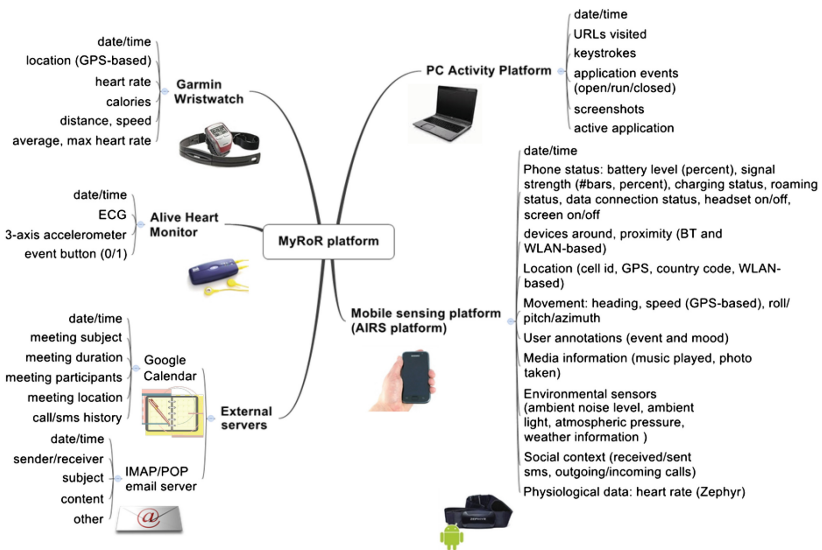 date/time
location (GPS-based)
heart rate
calories
distance, speed
average, max heart rate
Garmin
Wristwatch
date/time
ECG
3-axis accelerometer
event button (0/1)
Alive Heart
Monitor
date/time
meeting subject
meeting duration
meeting participants
meeting location
call/sms history
Google
Calendar
date/time
sender/receiver
subject
content
other
IMAP/POP
email server
External
servers
MyRoR platform
PC Activity Platform
date/time
URLs visited
keystrokes
application events
(open/run/closed)
screenshots
active application
Mobile sensing platform
(AIRS platform)
date/time
Phone status: battery level (percent), signal
strength (#bars, percent), charging status, roaming
status, data connection status, headset on/off,
screen on/off
devices around, proximity (BT and
WLAN-based)
Location (cell id, GPS, country code, WLAN-
based)
Movement: heading, speed (GPS-based), roll/
pitch/azimuth
User annotations (event and mood)
Media information (music played, photo
taken)
Environmental sensors
(ambient noise level, ambient
light, atmospheric pressure,
weather information )
Social context (received/sent
sms, outgoing/incoming calls)
Physiological data: heart rate (Zephyr)